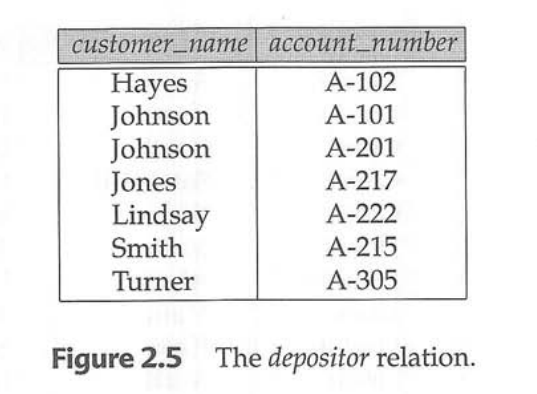 customer_name account_number
Hayes A-102
Johnson A-101
Johnson A-201
Jones A-217
Lindsay A-222
Smith A-215
Turner A-305
Figure 2.5 The depositor relation.